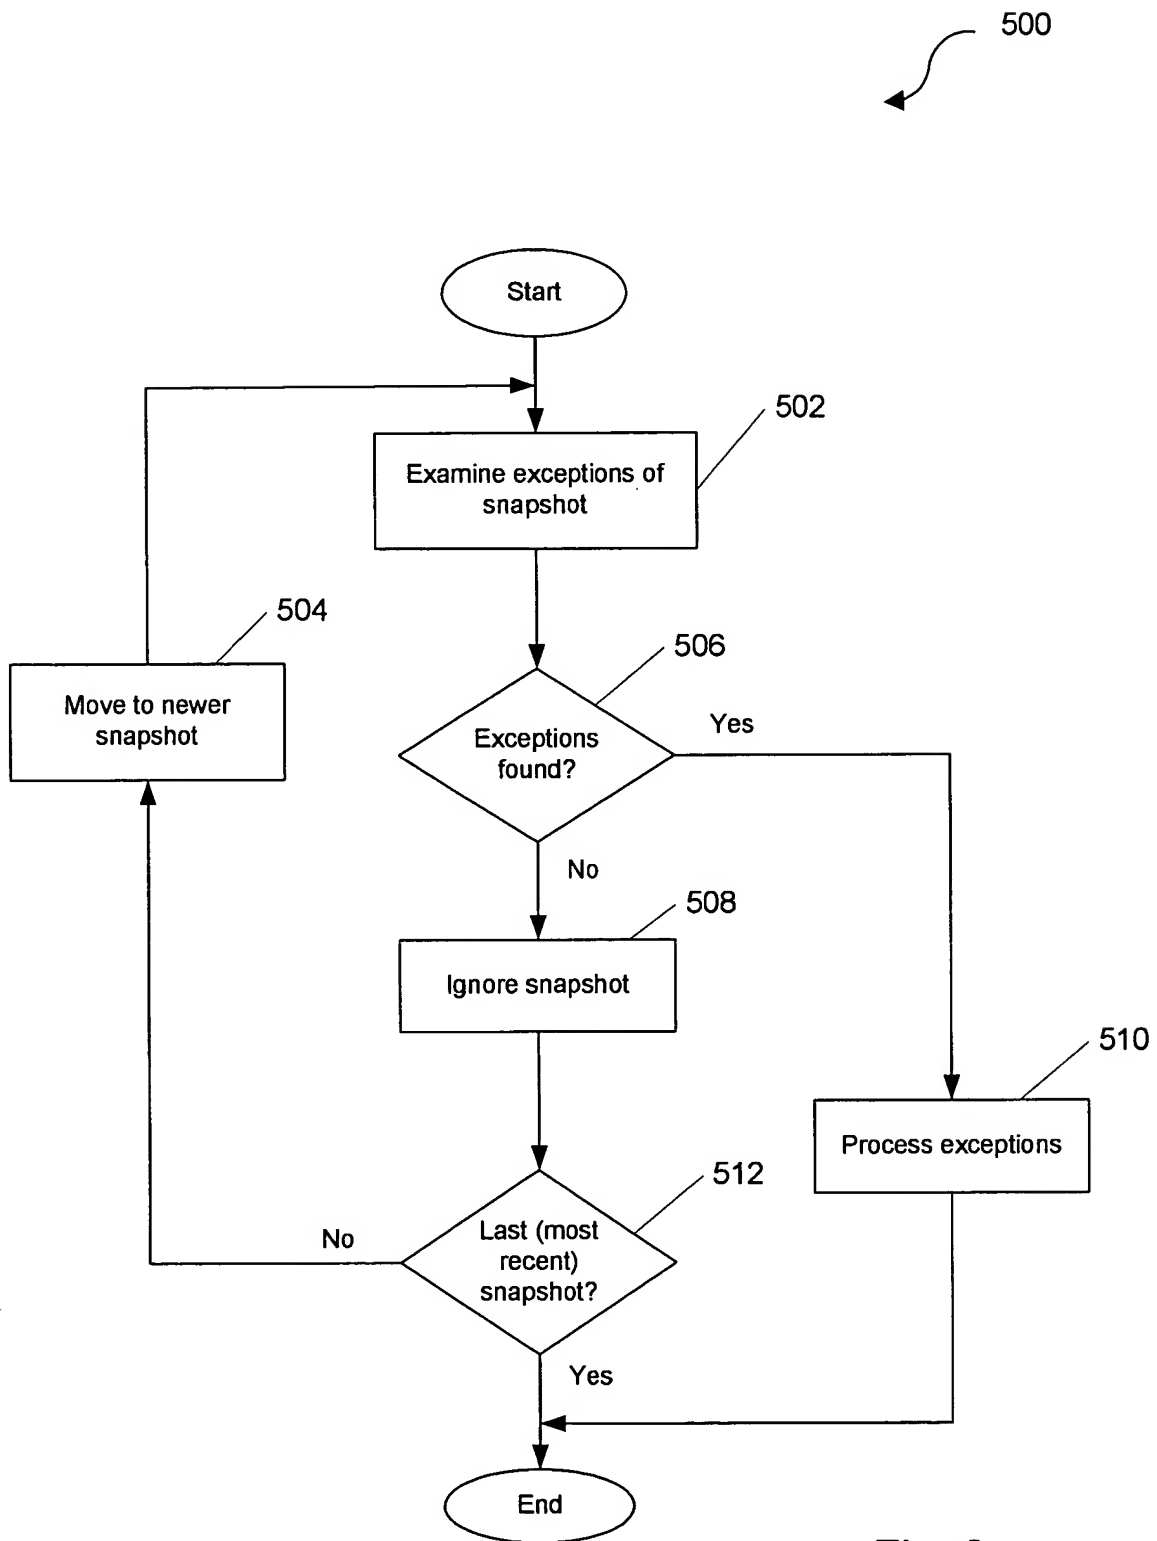 500
Start
502
Examine exceptions of
snapshot
504
Move to newer
snapshot
506
Exceptions
found?
Yes
No
508
Ignore snapshot
510
Process exceptions
512
Last (most
recent)
snapshot?
No
Yes
End